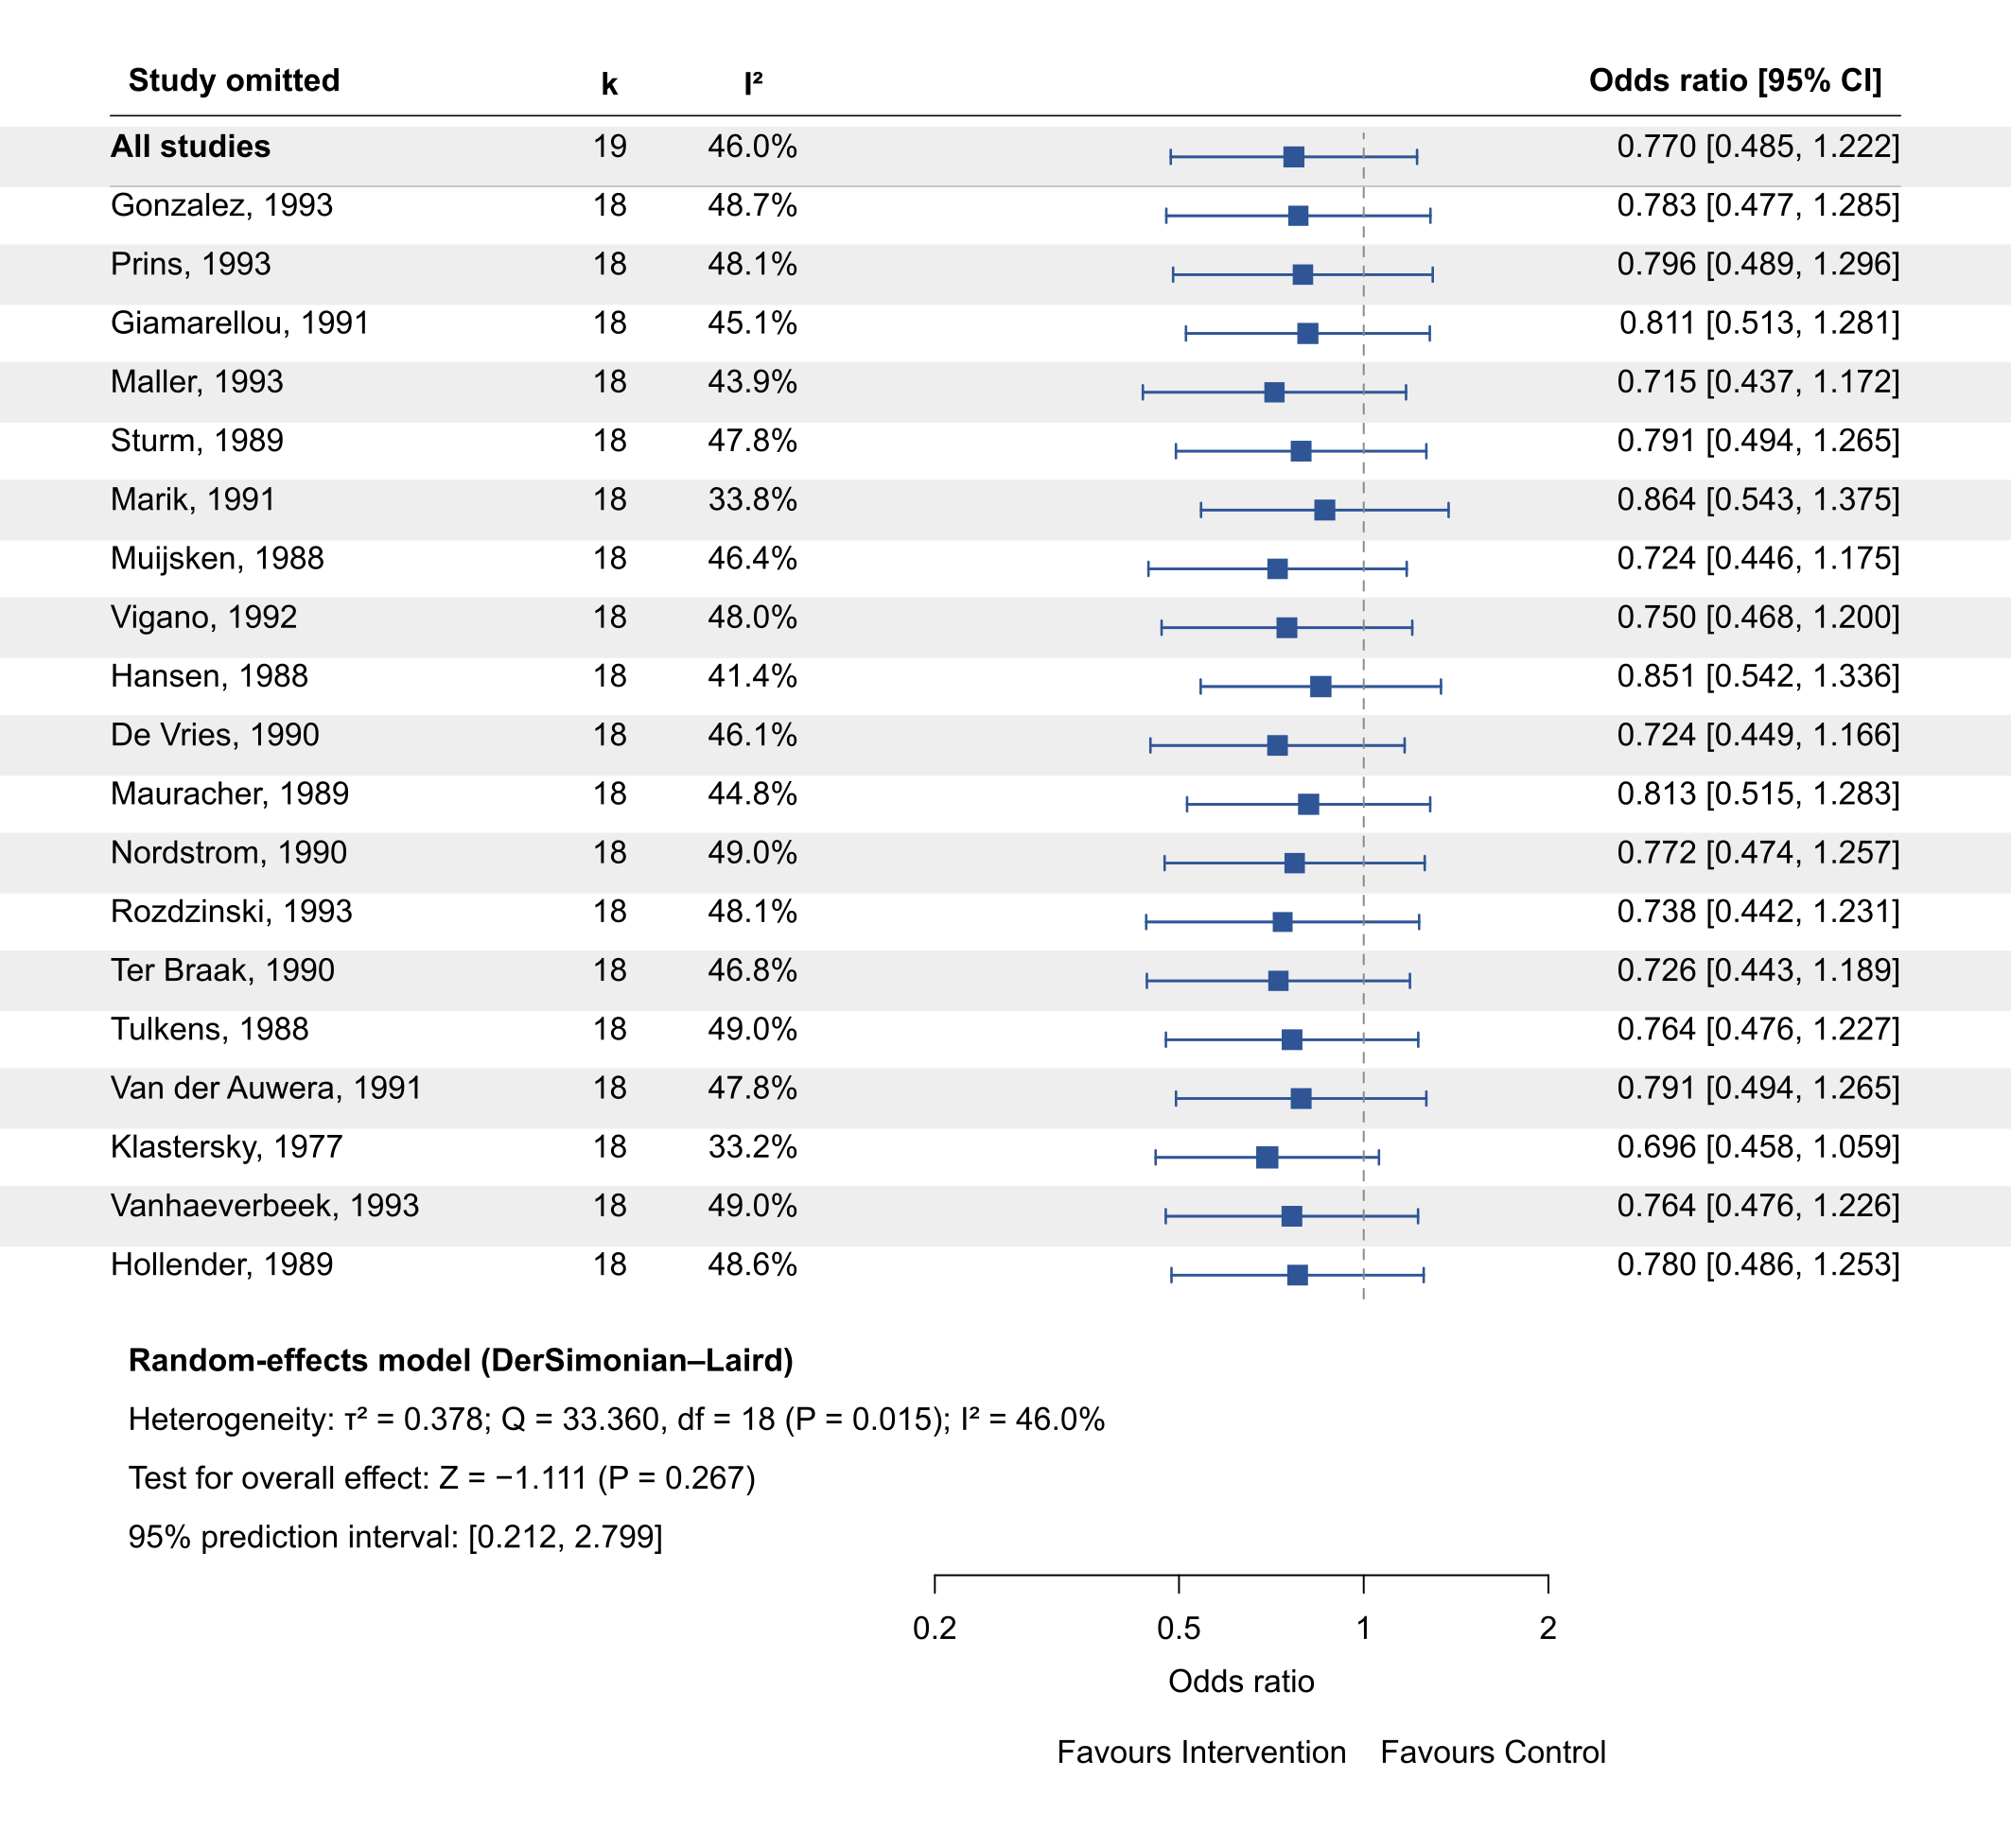 Study omitted k I² Odds ratio [95% CI]
All studies 19 46.0% 0.770 [0.485, 1.222]
Gonzalez, 1993 18 48.7% 0.783 [0.477, 1.285]
Prins, 1993 18 48.1% 0.796 [0.489, 1.296]
Giamarellou, 1991 18 45.1% 0.811 [0.513, 1.281]
Maller, 1993 18 43.9% 0.715 [0.437, 1.172]
Sturm, 1989 18 47.8% 0.791 [0.494, 1.265]
Marik, 1991 18 33.8% 0.864 [0.543, 1.375]
Muijsken, 1988 18 46.4% 0.724 [0.446, 1.175]
Vigano, 1992 18 48.0% 0.750 [0.468, 1.200]
Hansen, 1988 18 41.4% 0.851 [0.542, 1.336]
De Vries, 1990 18 46.1% 0.724 [0.449, 1.166]
Mauracher, 1989 18 44.8% 0.813 [0.515, 1.283]
Nordstrom, 1990 18 49.0% 0.772 [0.474, 1.257]
Rozdzinski, 1993 18 48.1% 0.738 [0.442, 1.231]
Ter Braak, 1990 18 46.8% 0.726 [0.443, 1.189]
Tulkens, 1988 18 49.0% 0.764 [0.476, 1.227]
Van der Auwera, 1991 18 47.8% 0.791 [0.494, 1.265]
Klastersky, 1977 18 33.2% 0.696 [0.458, 1.059]
Vanhaeverbeek, 1993 18 49.0% 0.764 [0.476, 1.226]
Hollender, 1989 18 48.6% 0.780 [0.486, 1.253]
Random-effects model (DerSimonian–Laird)
Heterogeneity: τ² = 0.378; Q = 33.360, df = 18 (P = 0.015); I² = 46.0%
Test for overall effect: Z = −1.111 (P = 0.267)
95% prediction interval: [0.212, 2.799]
0.2 0.5 1 2
Odds ratio
Favours Intervention Favours Control